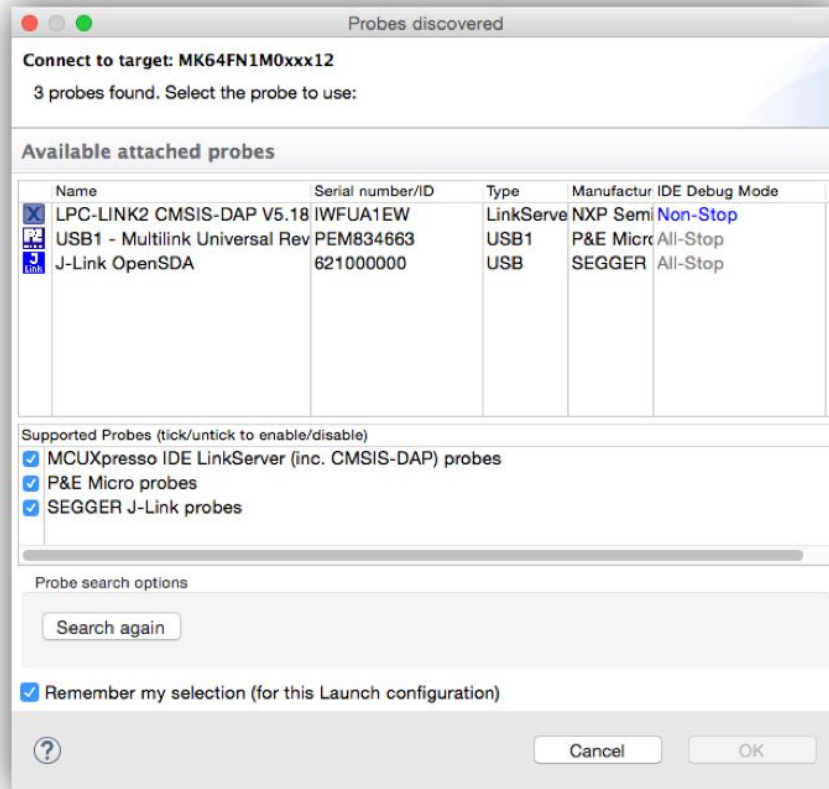 Probes discovered
Connect to target: MK64FN1M0xxx12
3 probes found. Select the probe to use:
Available attached probes
Name Serial number/ID Type Manufactur IDE Debug Mode
X LPC-LINK2 CMSIS-DAP V5.18 IWFUA1EW LinkServe NXP Semi Non-Stop
USB1 - Multilink Universal Rev PEM834663 USB1 P&E Micro All-Stop
J Link J-Link OpenSDA 621000000 USB SEGGER All-Stop
Supported Probes (tick/untick to enable/disable)
MCUXpresso IDE LinkServer (inc. CMSIS-DAP) probes
P&E Micro probes
SEGGER J-Link probes
Probe search options
Search again
Remember my selection (for this Launch configuration)
? Cancel OK